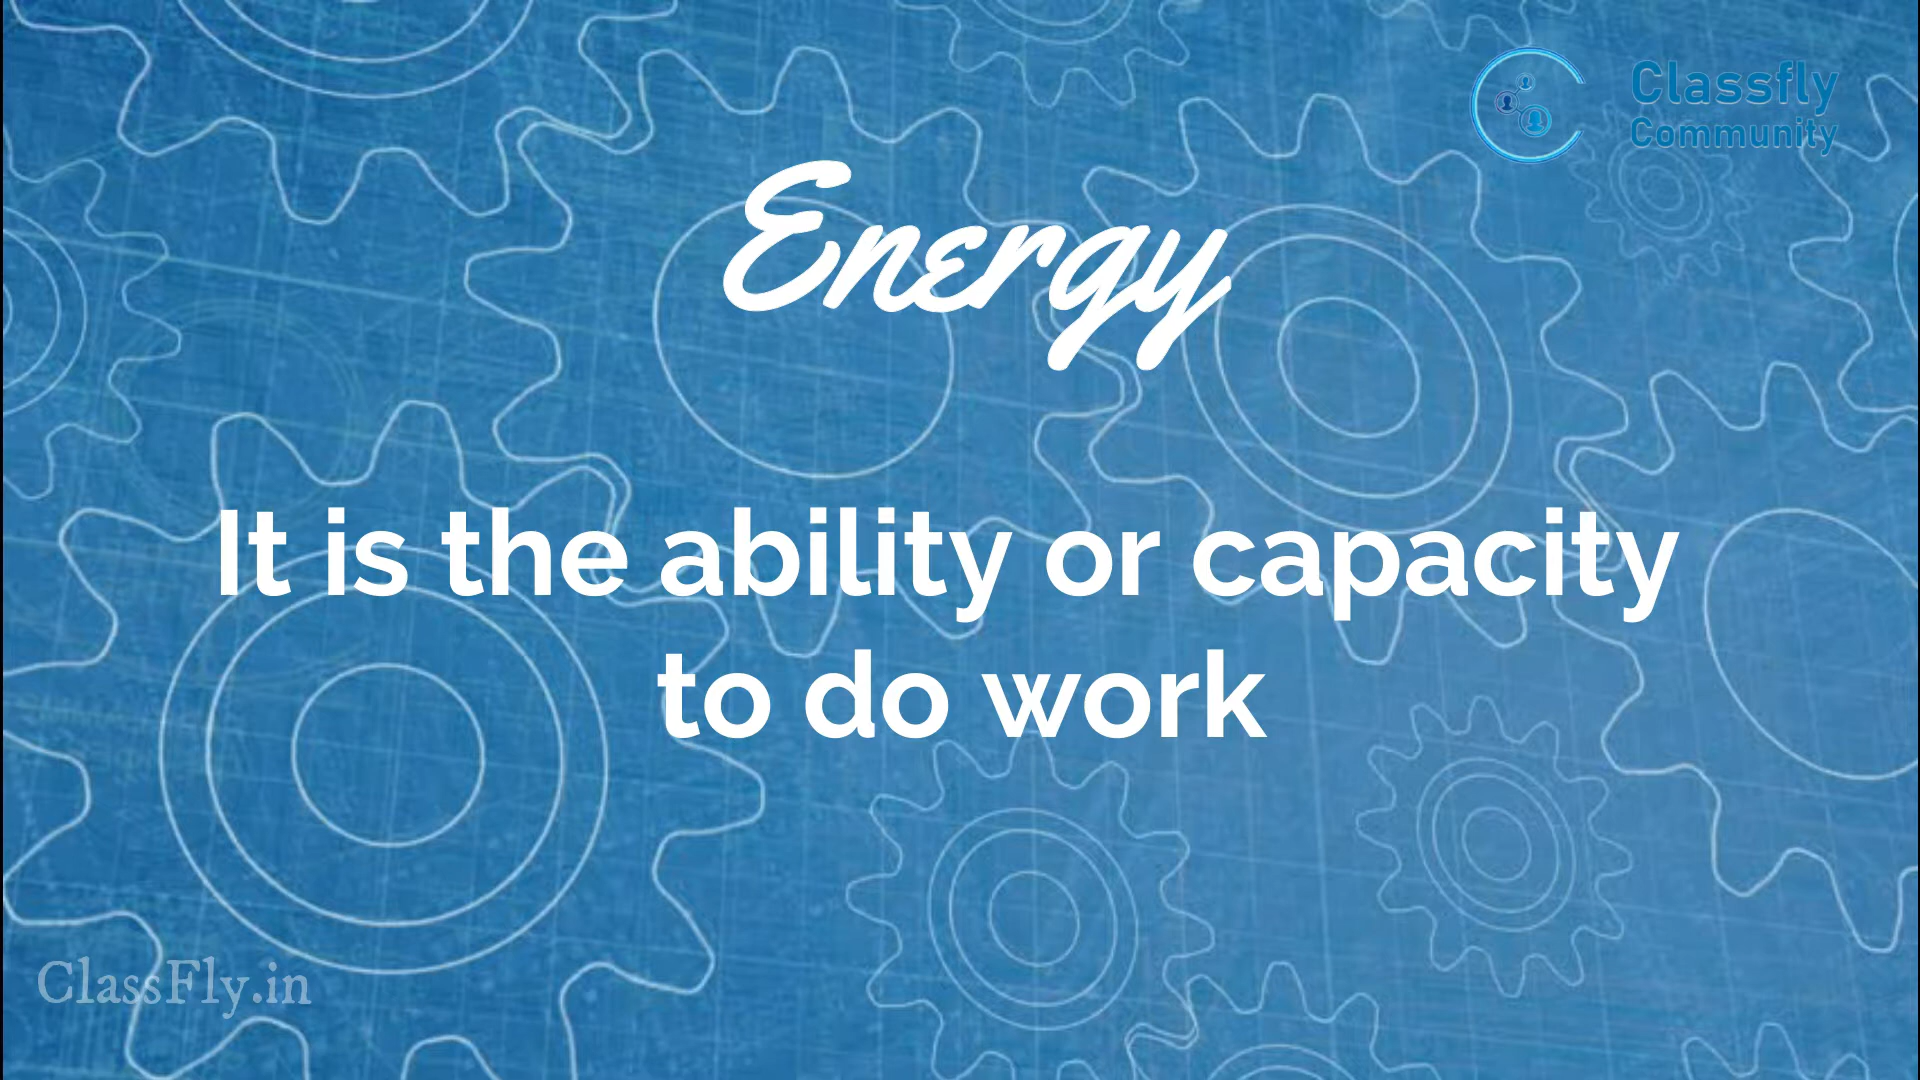 Classfly
Community
Energy
It is the ability or capacity
to do work
ClassFly.in